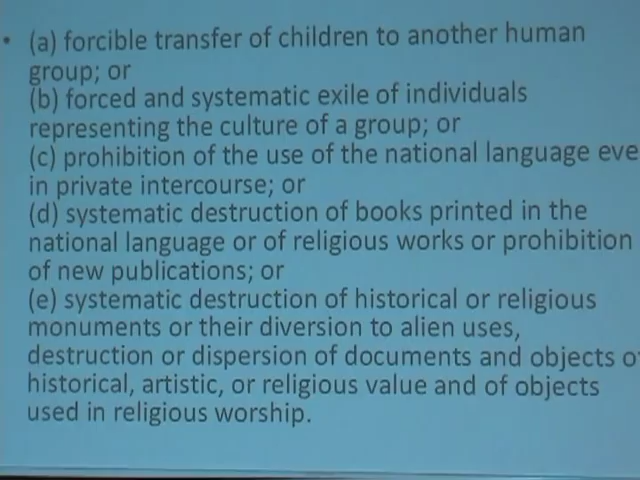 • (a) forcible transfer of children to another human
group; or
(b) forced and systematic exile of individuals
representing the culture of a group; or
(c) prohibition of the use of the national language eve
in private intercourse; or
(d) systematic destruction of books printed in the
national language or of religious works or prohibition
of new publications; or
(e) systematic destruction of historical or religious
monuments or their diversion to alien uses,
destruction or dispersion of documents and objects of
historical, artistic, or religious value and of objects
used in religious worship.